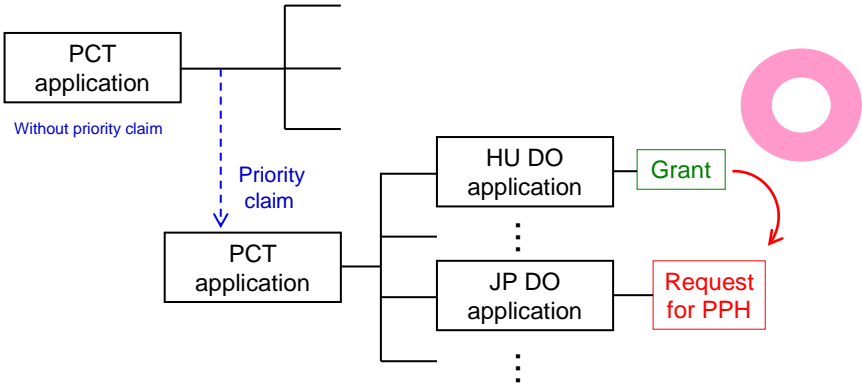 PCT
application
Without priority claim
Priority
claim
PCT
application
HU DO
application
Grant
⋮
JP DO
application
Request
for PPH
⋮